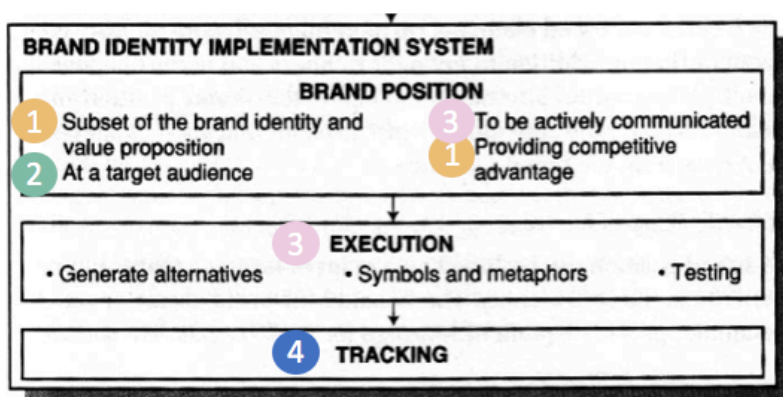 BRAND IDENTITY IMPLEMENTATION SYSTEM
BRAND POSITION
1 Subset of the brand identity and
value proposition
2 At a target audience
3 To be actively communicated
1 Providing competitive
advantage
3 EXECUTION
• Generate alternatives • Symbols and metaphors • Testing
4 TRACKING